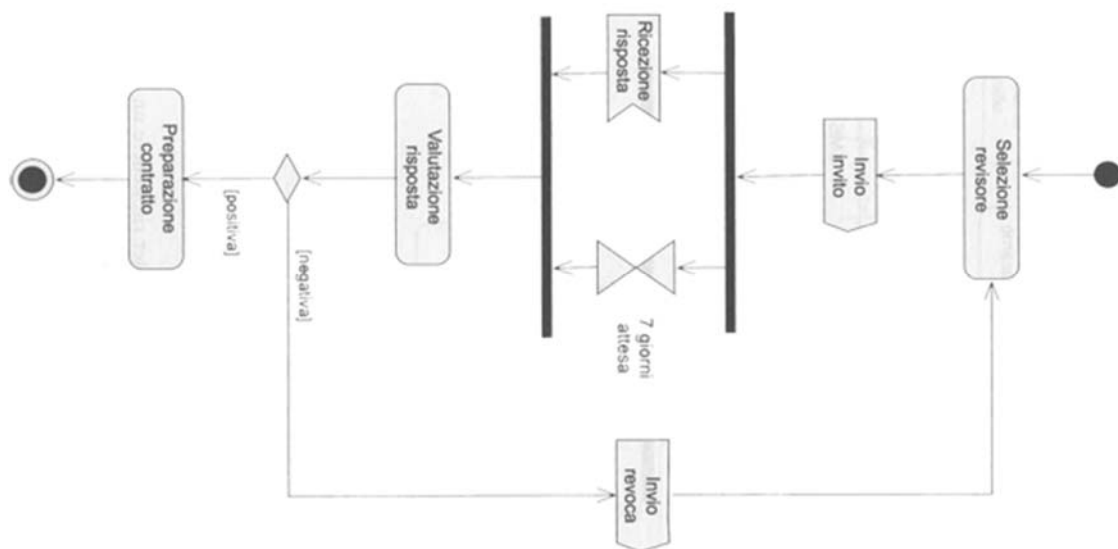 Selezione
revisore
Invio
invito
Ricezione
risposta
7 giorni
attesa
Valutazione
risposta
[positiva]
[negativa]
Preparazione
contratto
Invio
revoca